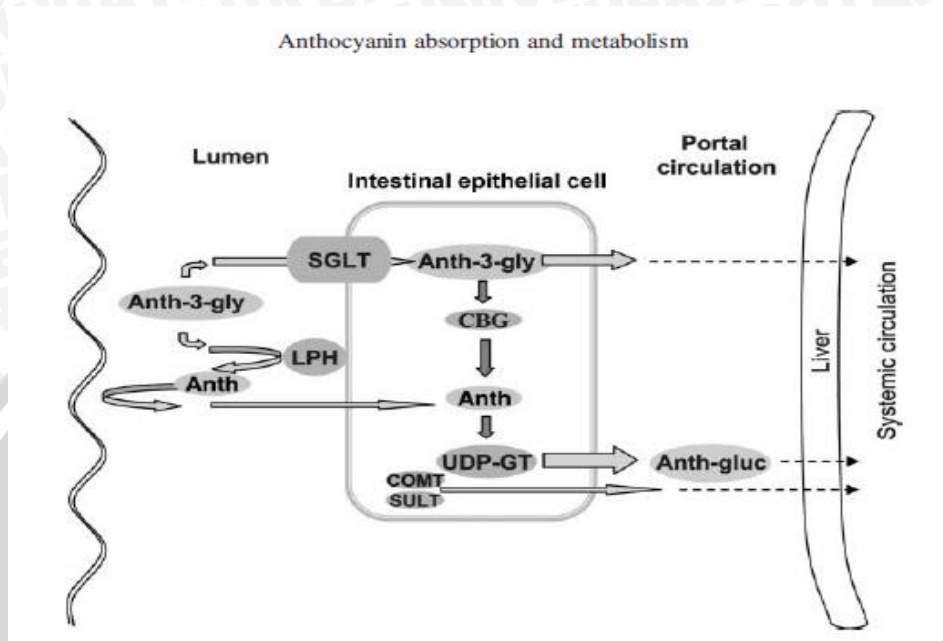 Anthocyanin absorption and metabolism
Lumen
Portal
circulation
Intestinal epithelial cell
SGLT
Anth-3-gly
Anth-3-gly
CBG
LPH
Anth
Anth
UDP-GT
Anth-gluc
COMT
SULT
Liver
Systemic circulation